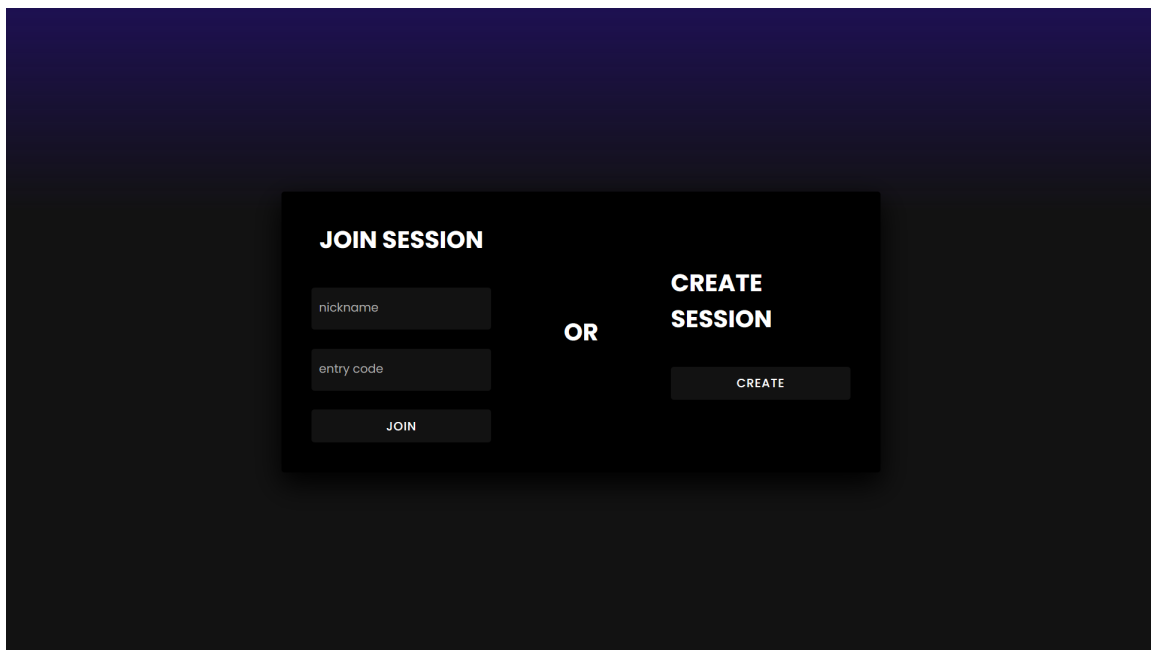 JOIN SESSION
nickname
entry code
JOIN
OR
CREATE
SESSION
CREATE